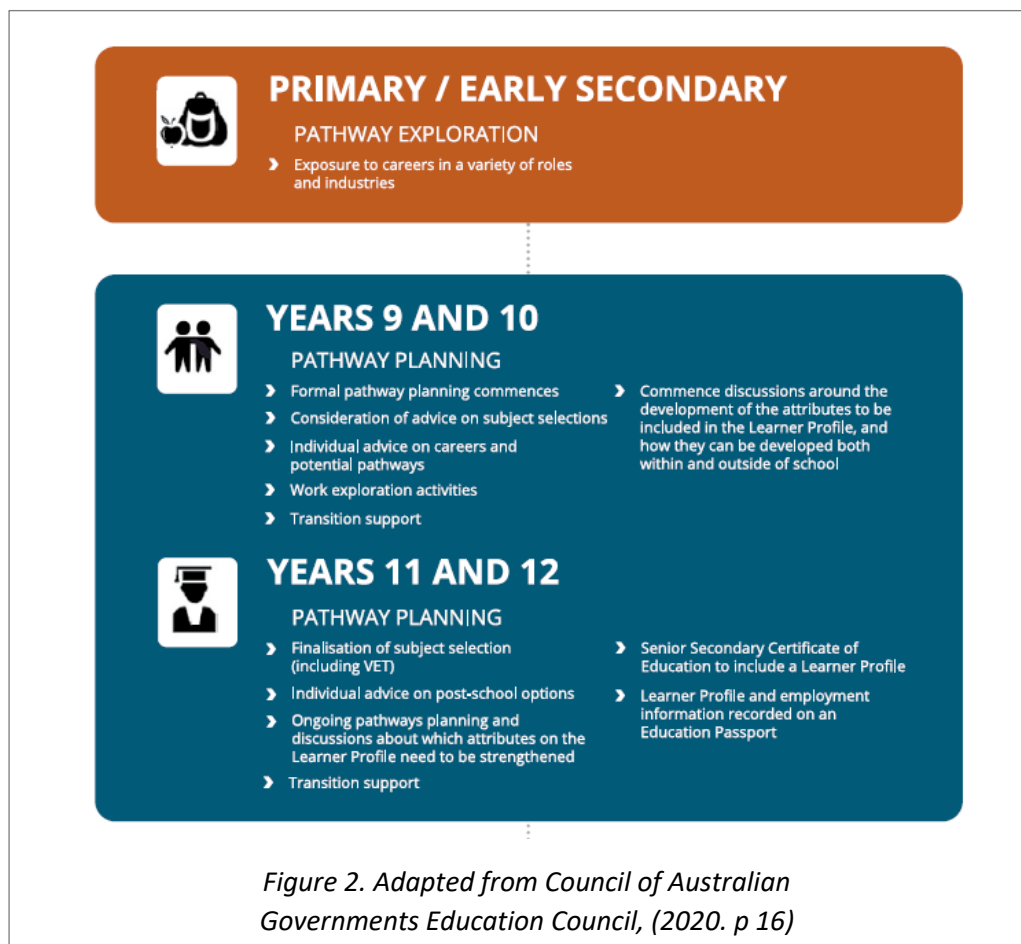 PRIMARY / EARLY SECONDARY
PATHWAY EXPLORATION
› Exposure to careers in a variety of roles
and industries
YEARS 9 AND 10
PATHWAY PLANNING
› Formal pathway planning commences
› Consideration of advice on subject selections
› Individual advice on careers and
potential pathways
› Work exploration activities
› Transition support
› Commence discussions around the
development of the attributes to be
included in the Learner Profile, and
how they can be developed both
within and outside of school
YEARS 11 AND 12
PATHWAY PLANNING
› Finalisation of subject selection
(including VET)
› Individual advice on post-school options
› Ongoing pathways planning and
discussions about which attributes on the
Learner Profile need to be strengthened
› Transition support
› Senior Secondary Certificate of
Education to include a Learner Profile
› Learner Profile and employment
information recorded on an
Education Passport
Figure 2. Adapted from Council of Australian
Governments Education Council, (2020. p 16)